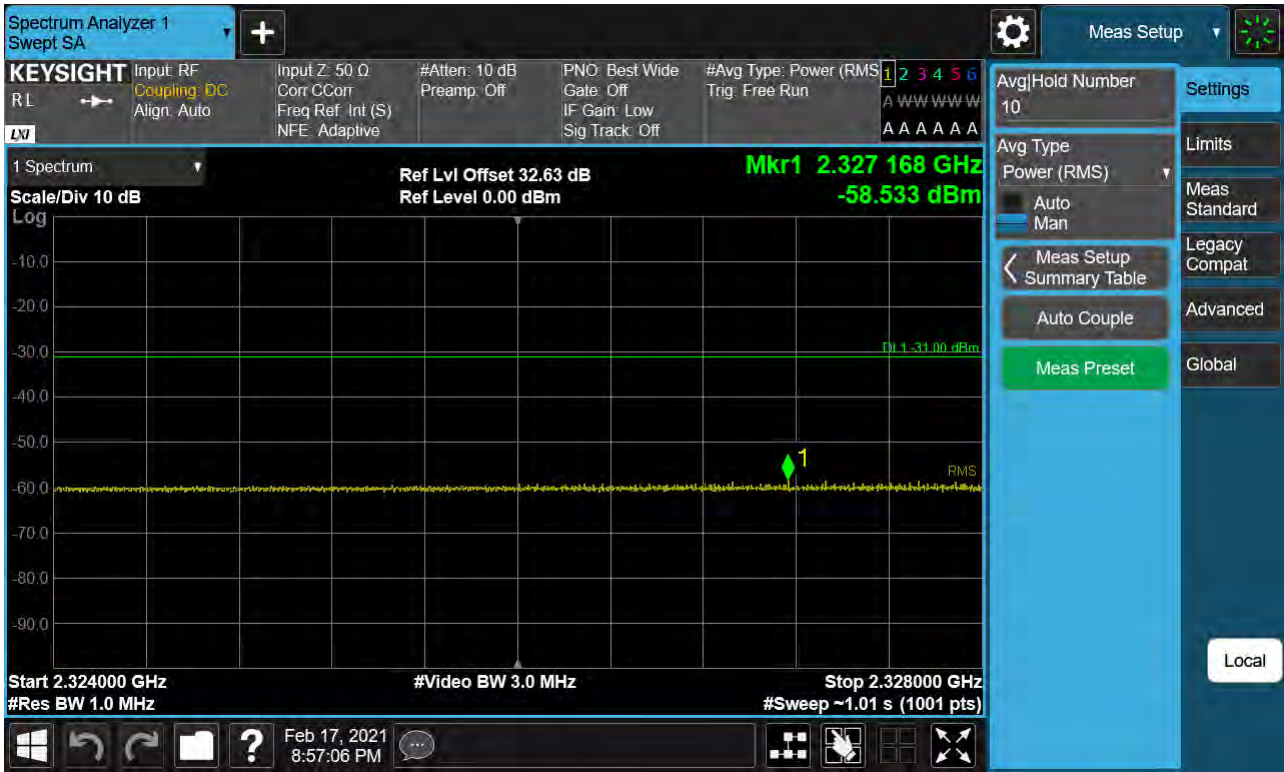 Spectrum Analyzer 1
Swept SA
+
Meas Setup
KEYSIGHT
RL
LXI
Input: RF
Coupling: DC
Align: Auto
Input Z: 50 Ω
Corr CCorr
Freq Ref: Int (S)
NFE: Adaptive
#Atten: 10 dB
Preamp: Off
PNO: Best Wide
Gate: Off
IF Gain: Low
Sig Track: Off
#Avg Type: Power (RMS
Trig: Free Run
1 2 3 4 5 6
A W W W W W
A A A A A A
1 Spectrum
Scale/Div 10 dB
Log
Ref Lvl Offset 32.63 dB
Ref Level 0.00 dBm
Mkr1 2.327 168 GHz
-58.533 dBm
-10.0
-20.0
-30.0
DL1 -31.00 dBm
-40.0
-50.0
1
RMS
-60.0
-70.0
-80.0
-90.0
Start 2.324000 GHz
#Res BW 1.0 MHz
#Video BW 3.0 MHz
Stop 2.328000 GHz
#Sweep ~1.01 s (1001 pts)
Avg|Hold Number
10
Avg Type
Power (RMS)
Auto
Man
Meas Setup
Summary Table
Auto Couple
Meas Preset
Settings
Limits
Meas
Standard
Legacy
Compat
Advanced
Global
Local
?
Feb 17, 2021
8:57:06 PM